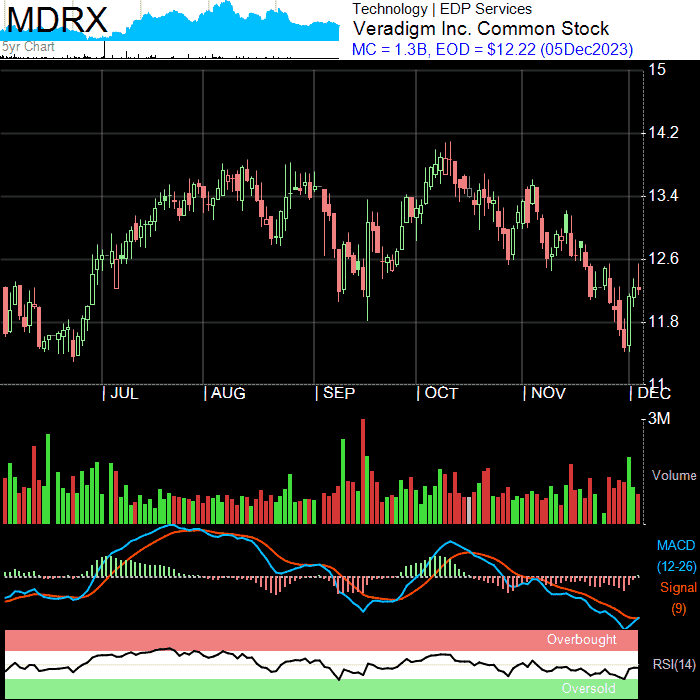 MDRX
5yr Chart
Technology | EDP Services
Veradigm Inc. Common Stock
MC = 1.3B, EOD = $12.22 (05Dec2023)
15
14.2
13.4
12.6
11.8
11
JUL AUG SEP OCT NOV DEC
3M
Volume
MACD
(12-26)
Signal
(9)
Overbought
RSI(14)
Oversold